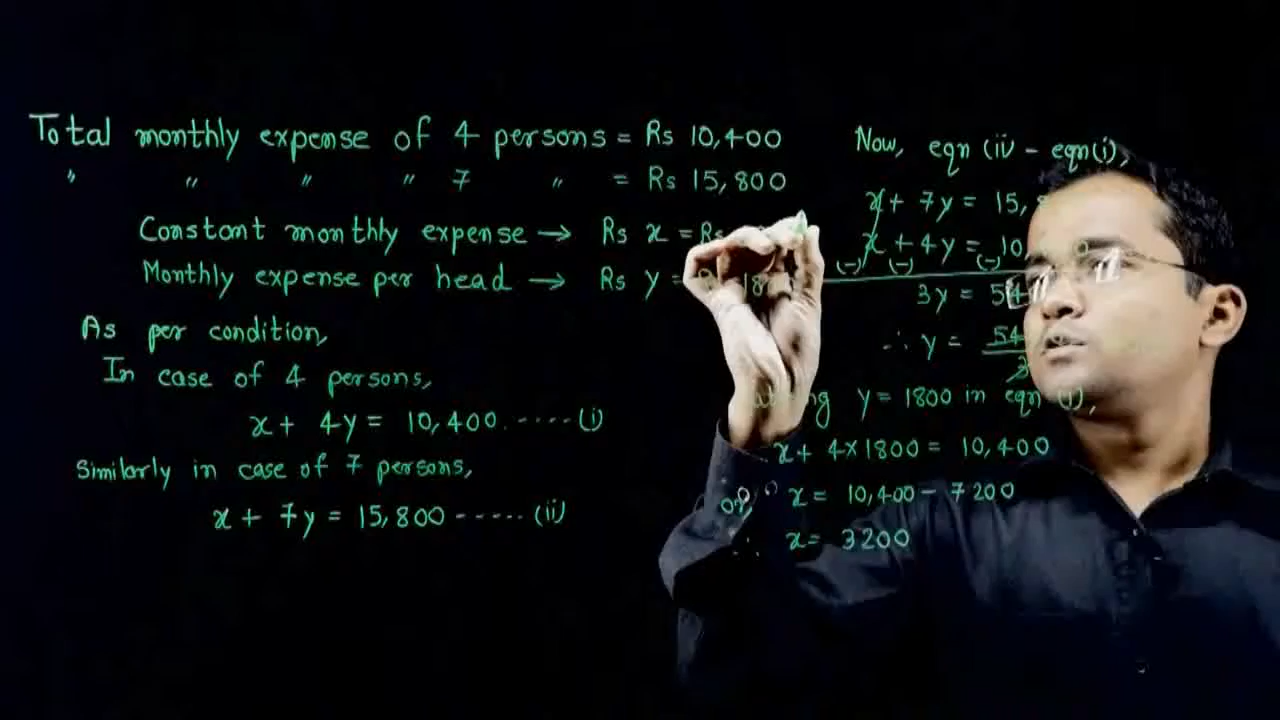 Total monthly expense of 4 persons = Rs 10,400
" " " " 7 " = Rs 15,800
Constant monthly expense → Rs x = Rs
Monthly expense per head → Rs y =
As per condition,
In case of 4 persons,
x + 4y = 10,400 ····· (i)
Similarly in case of 7 persons,
x + 7y = 15,800 ------ (ii)
Now, eqn (ii) - eqn (i),
x + 7y = 15,
x + 4y = 10
(-) (-) (-)
3y = 54
∴ y =
y = 1800 in eqn (i),
x + 4×1800 = 10,400
or, x = 10,400 - 7200
∴ x = 3200